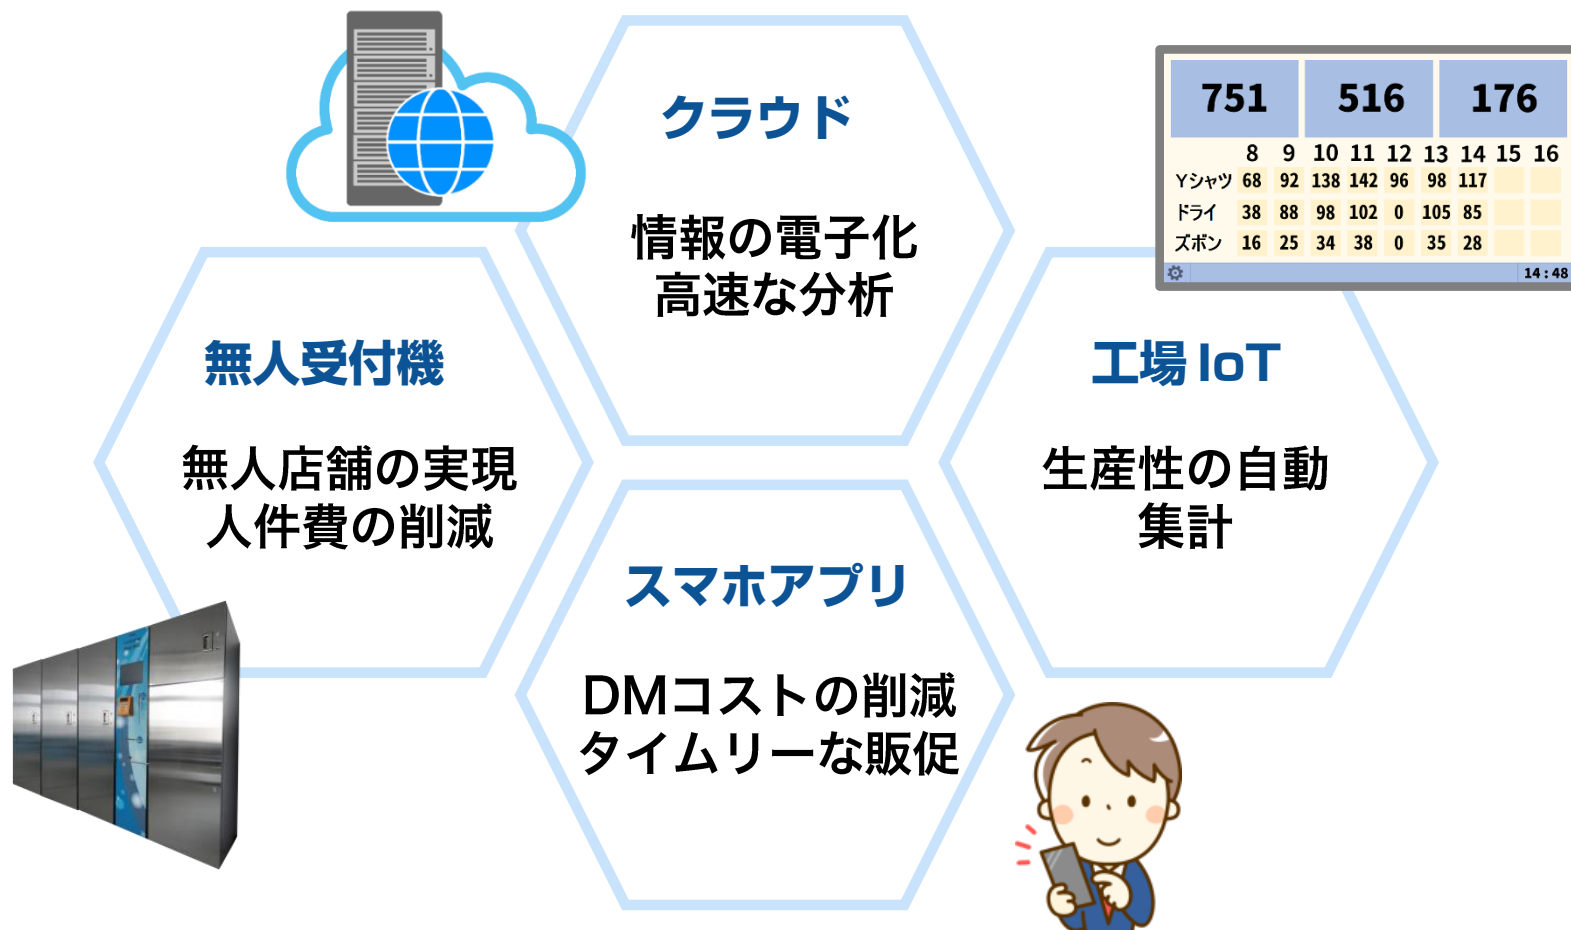 クラウド
情報の電子化
高速な分析
751 516 176
8 9 10 11 12 13 14 15 16
Yシャツ 68 92 138 142 96 98 117
ドライ 38 88 98 102 0 105 85
ズボン 16 25 34 38 0 35 28
14:48
無人受付機
無人店舗の実現
人件費の削減
工場IoT
生産性の自動
集計
スマホアプリ
DMコストの削減
タイムリーな販促